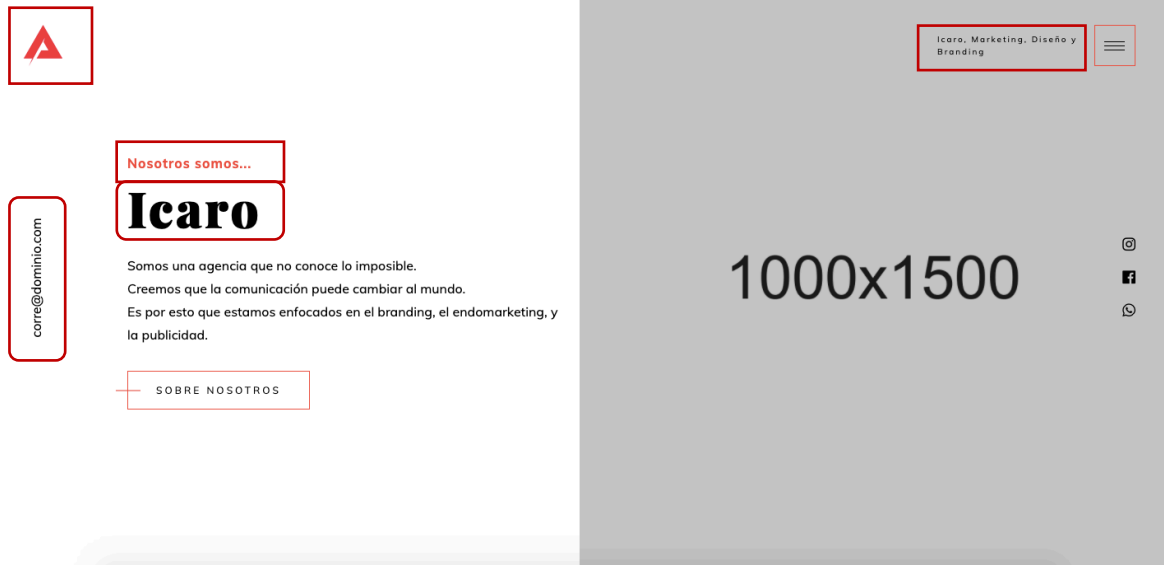 Icaro, Marketing, Diseño y
Branding
Nosotros somos...
Icaro
corre@dominio.com
Somos una agencia que no conoce lo imposible.
Creemos que la comunicación puede cambiar al mundo.
Es por esto que estamos enfocados en el branding, el endomarketing, y
la publicidad.
SOBRE NOSOTROS
1000x1500